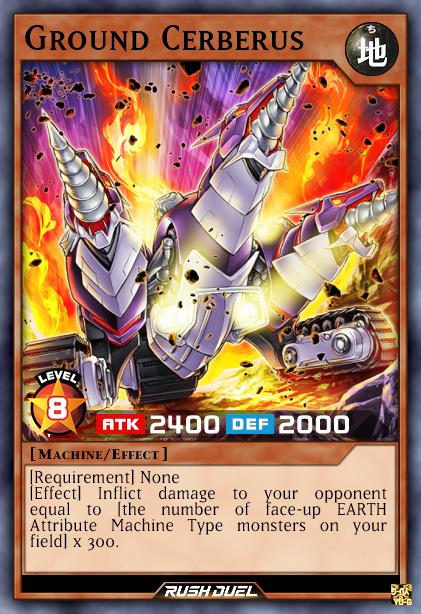 GROUND CERBERUS
ち
地
LEVEL
8
ATK 2400 DEF 2000
[MACHINE/EFFECT]
[Requirement] None
[Effect] Inflict damage to your opponent
equal to [the number of face-up EARTH
Attribute Machine Type monsters on your
field] x 300.
RUSH DUEL